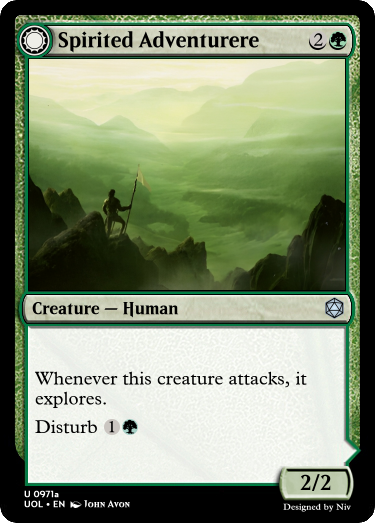 Spirited Adventurere 2
Creature — Human
Whenever this creature attacks, it
explores.
Disturb 1
2/2
U 0971a
UOL • EN John Avon
Designed by Niv